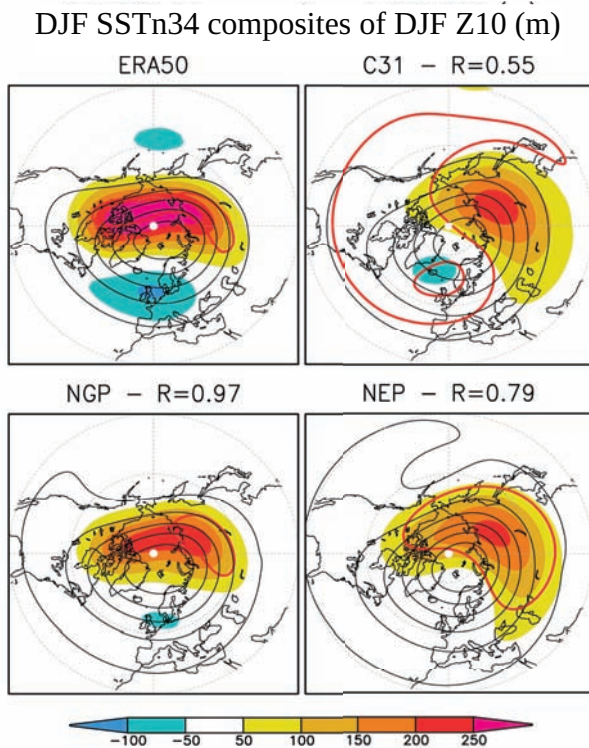 DJF SSTn34 composites of DJF Z10 (m)
ERA50
C31 – R=0.55
NGP – R=0.97
NEP – R=0.79
−100 −50 50 100 150 200 250